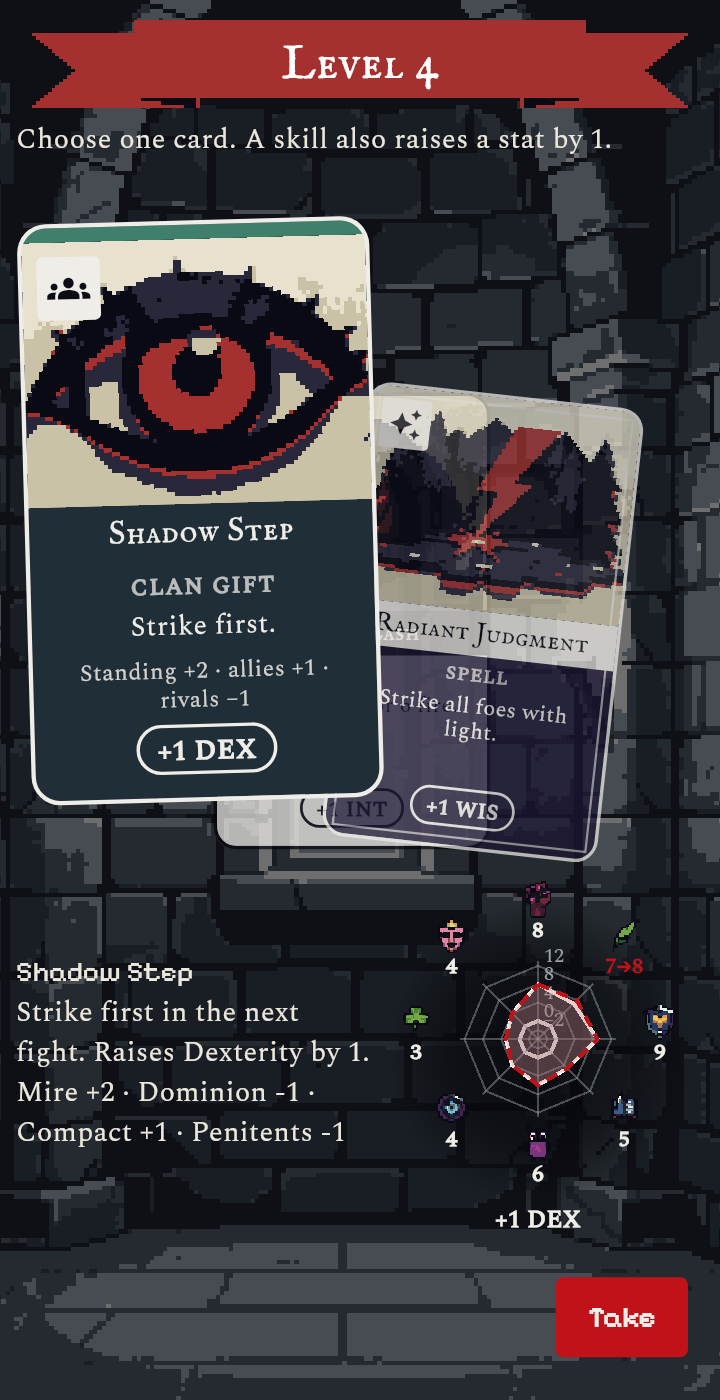 Level 4
Choose one card. A skill also raises a stat by 1.
Shadow Step
CLAN GIFT
Strike first.
Standing +2 · allies +1 ·
rivals −1
+1 DEX
Radiant Judgment
SPELL
Strike all foes with
light.
+1 INT
+1 WIS
8
4
7→8
12
8
4
0
-2
3
9
4
5
6
+1 DEX
Shadow Step
Strike first in the next
fight. Raises Dexterity by 1.
Mire +2 · Dominion -1 ·
Compact +1 · Penitents -1
Take